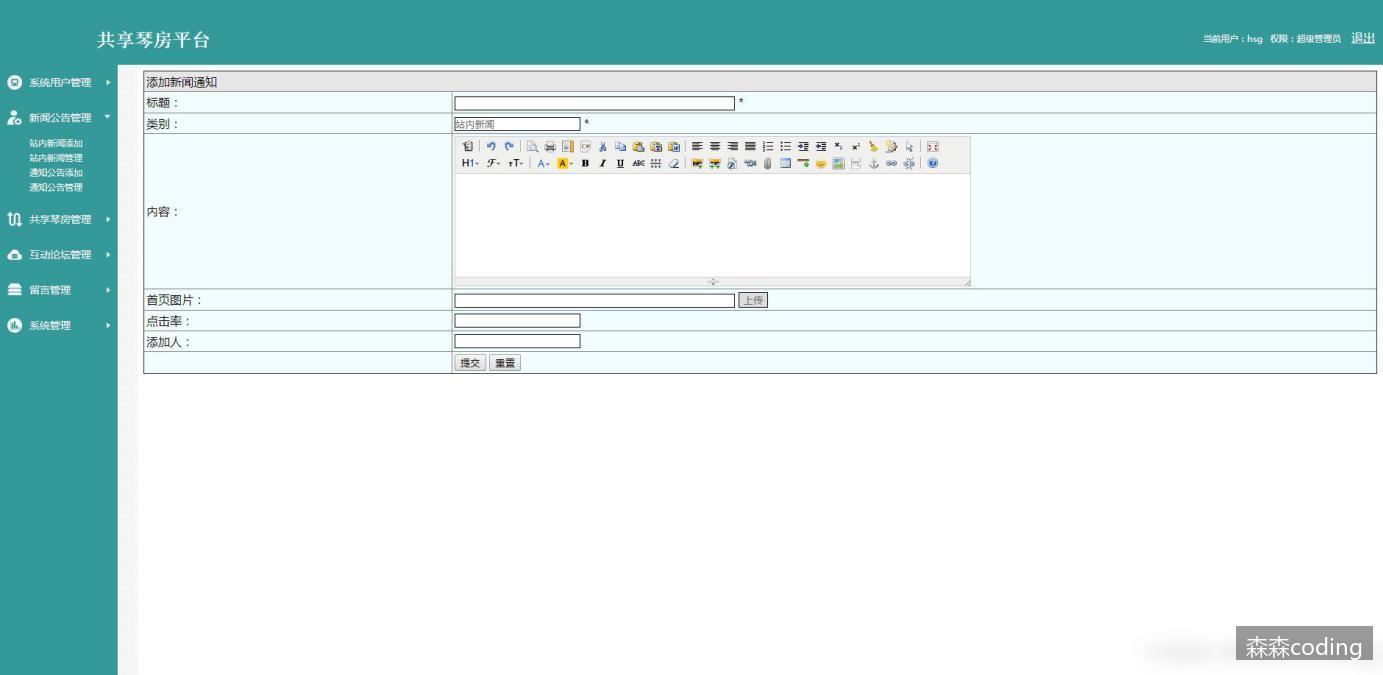 共享琴房平台
当前用户：hsg 权限：超级管理员 退出
系统用户管理
新闻公告管理
站内新闻添加
站内新闻管理
通知公告添加
通知公告管理
共享琴房管理
互动论坛管理
留言管理
系统管理
添加新闻通知
标题： *
类别： 站内新闻 *
内容：
H1 F TT A A B I U ABC
首页图片： 上传
点击率：
添加人：
提交 重置
森森coding